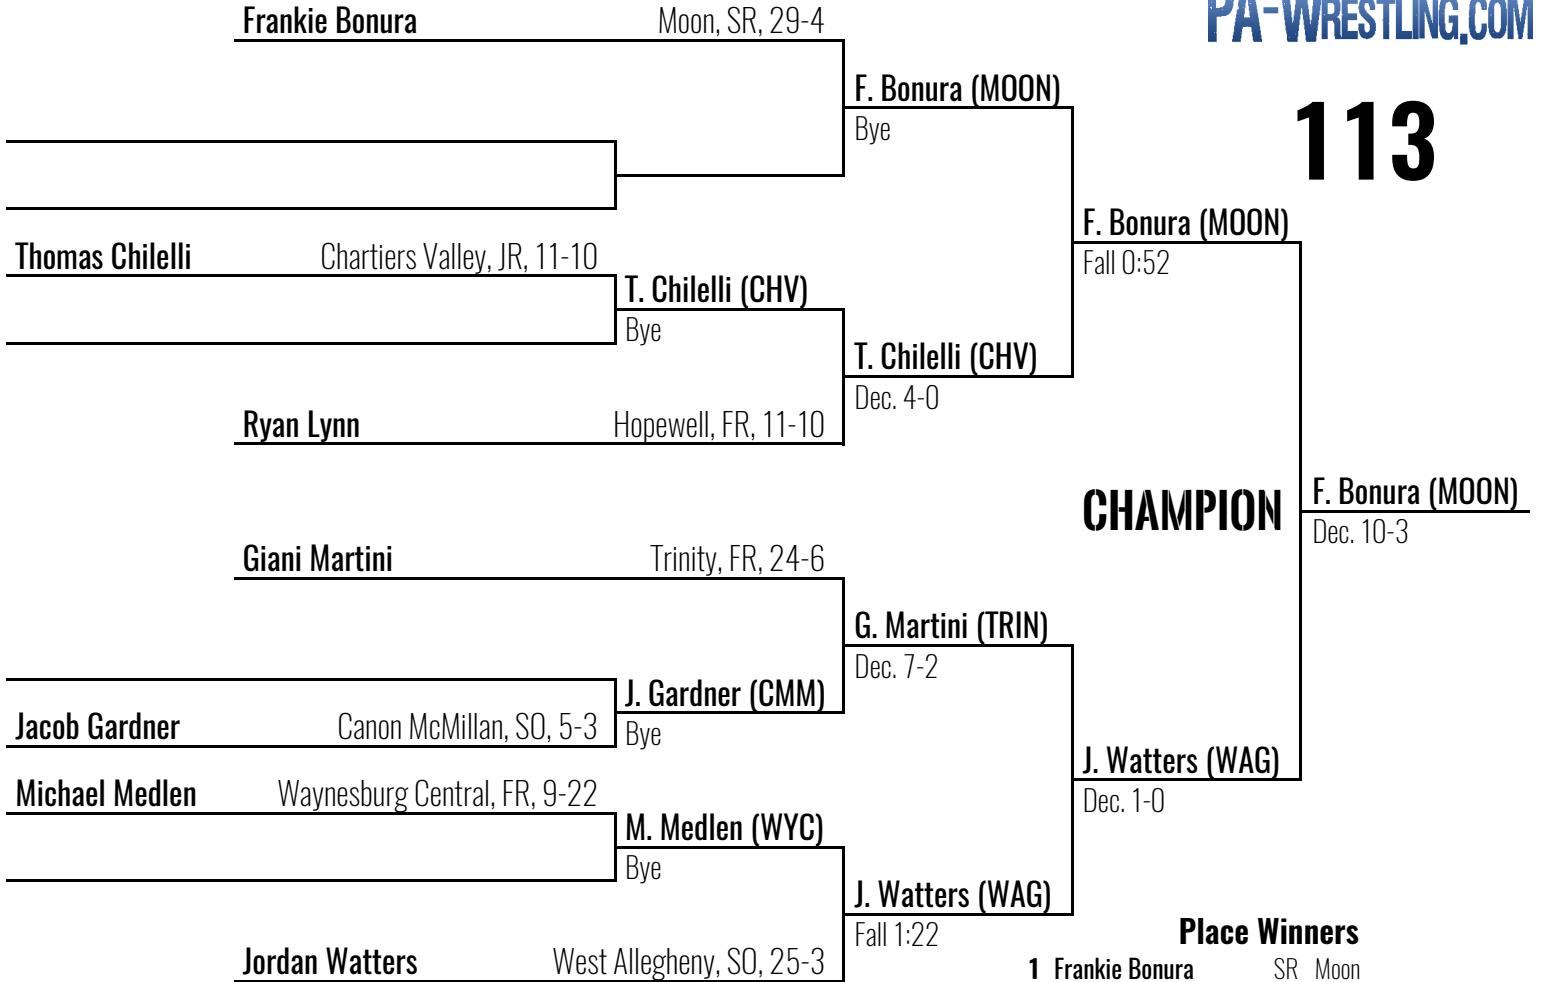 PA-WRESTLING.COM
113
Frankie Bonura Moon, SR, 29-4
F. Bonura (MOON)
Bye
F. Bonura (MOON)
Fall 0:52
Thomas Chilelli Chartiers Valley, JR, 11-10
T. Chilelli (CHV)
Bye
T. Chilelli (CHV)
Dec. 4-0
Ryan Lynn Hopewell, FR, 11-10
CHAMPION
F. Bonura (MOON)
Dec. 10-3
Giani Martini Trinity, FR, 24-6
G. Martini (TRIN)
Dec. 7-2
J. Gardner (CMM)
Bye
Jacob Gardner Canon McMillan, SO, 5-3
J. Watters (WAG)
Dec. 1-0
Michael Medlen Waynesburg Central, FR, 9-22
M. Medlen (WYC)
Bye
J. Watters (WAG)
Fall 1:22
Jordan Watters West Allegheny, SO, 25-3
Place Winners
1 Frankie Bonura SR Moon